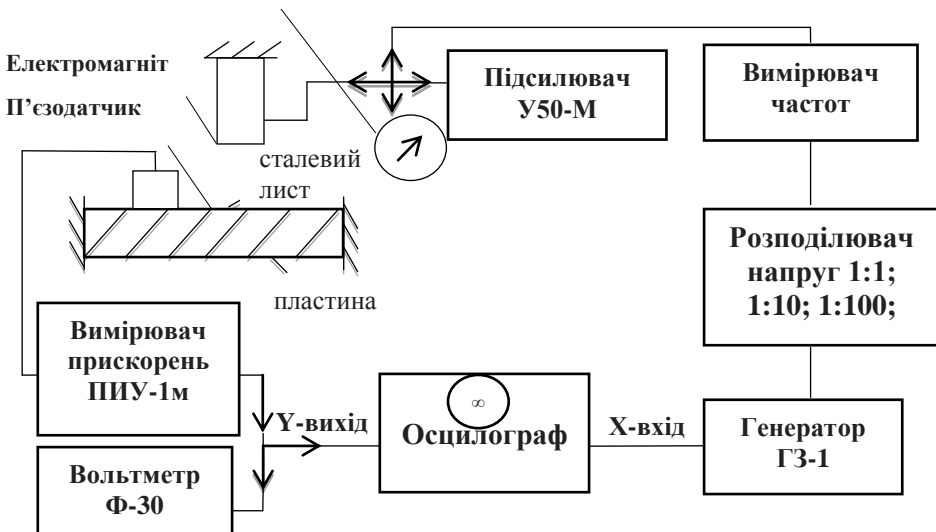 Електромагніт
П’єзодатчик
Підсилювач
У50-М
Вимірювач
частот
сталевий
лист
Розподілювач
напруг 1:1;
1:10; 1:100;
пластина
Вимірювач
прискорень
ПИУ-1м
Y-вихід
∞
Осцилограф
X-вхід
Генератор
ГЗ-1
Вольтметр
Ф-30